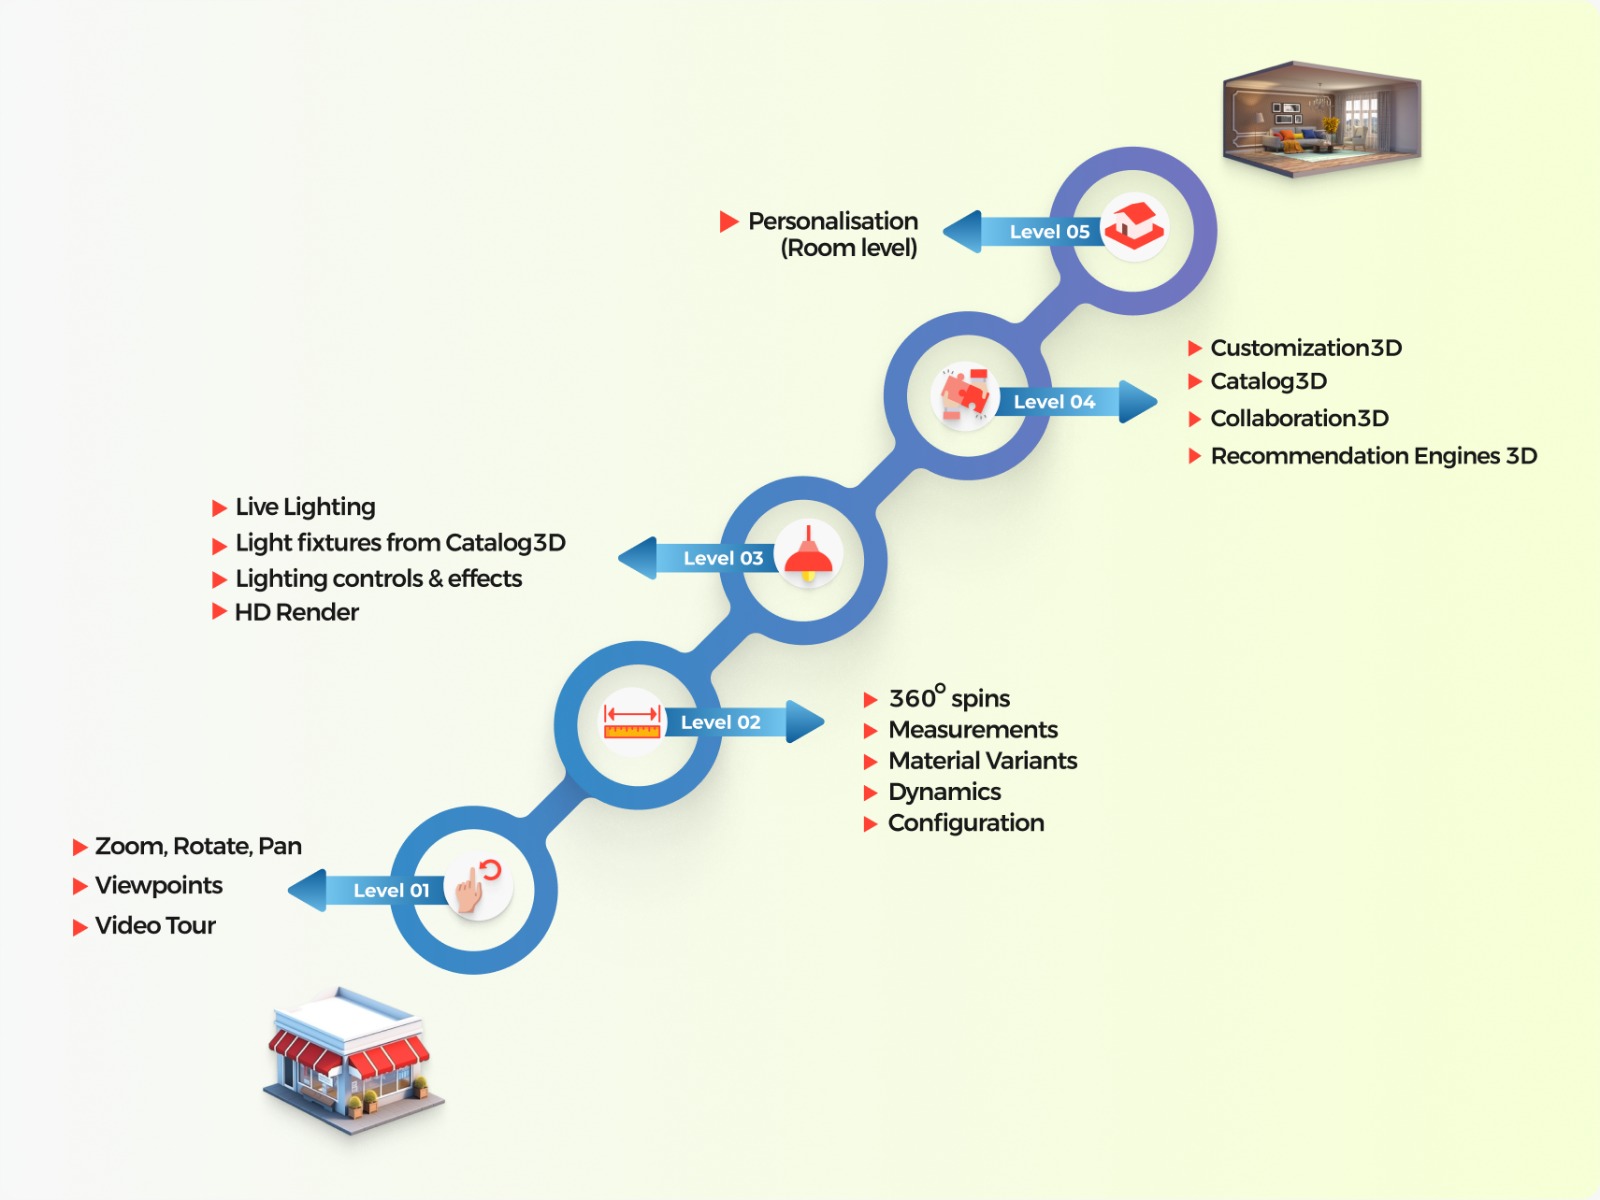 Personalisation
(Room level)
Level 05
Customization3D
Catalog3D
Collaboration3D
Recommendation Engines 3D
Level 04
Live Lighting
Light fixtures from Catalog3D
Lighting controls & effects
HD Render
Level 03
Level 02
360° spins
Measurements
Material Variants
Dynamics
Configuration
Zoom, Rotate, Pan
Viewpoints
Video Tour
Level 01